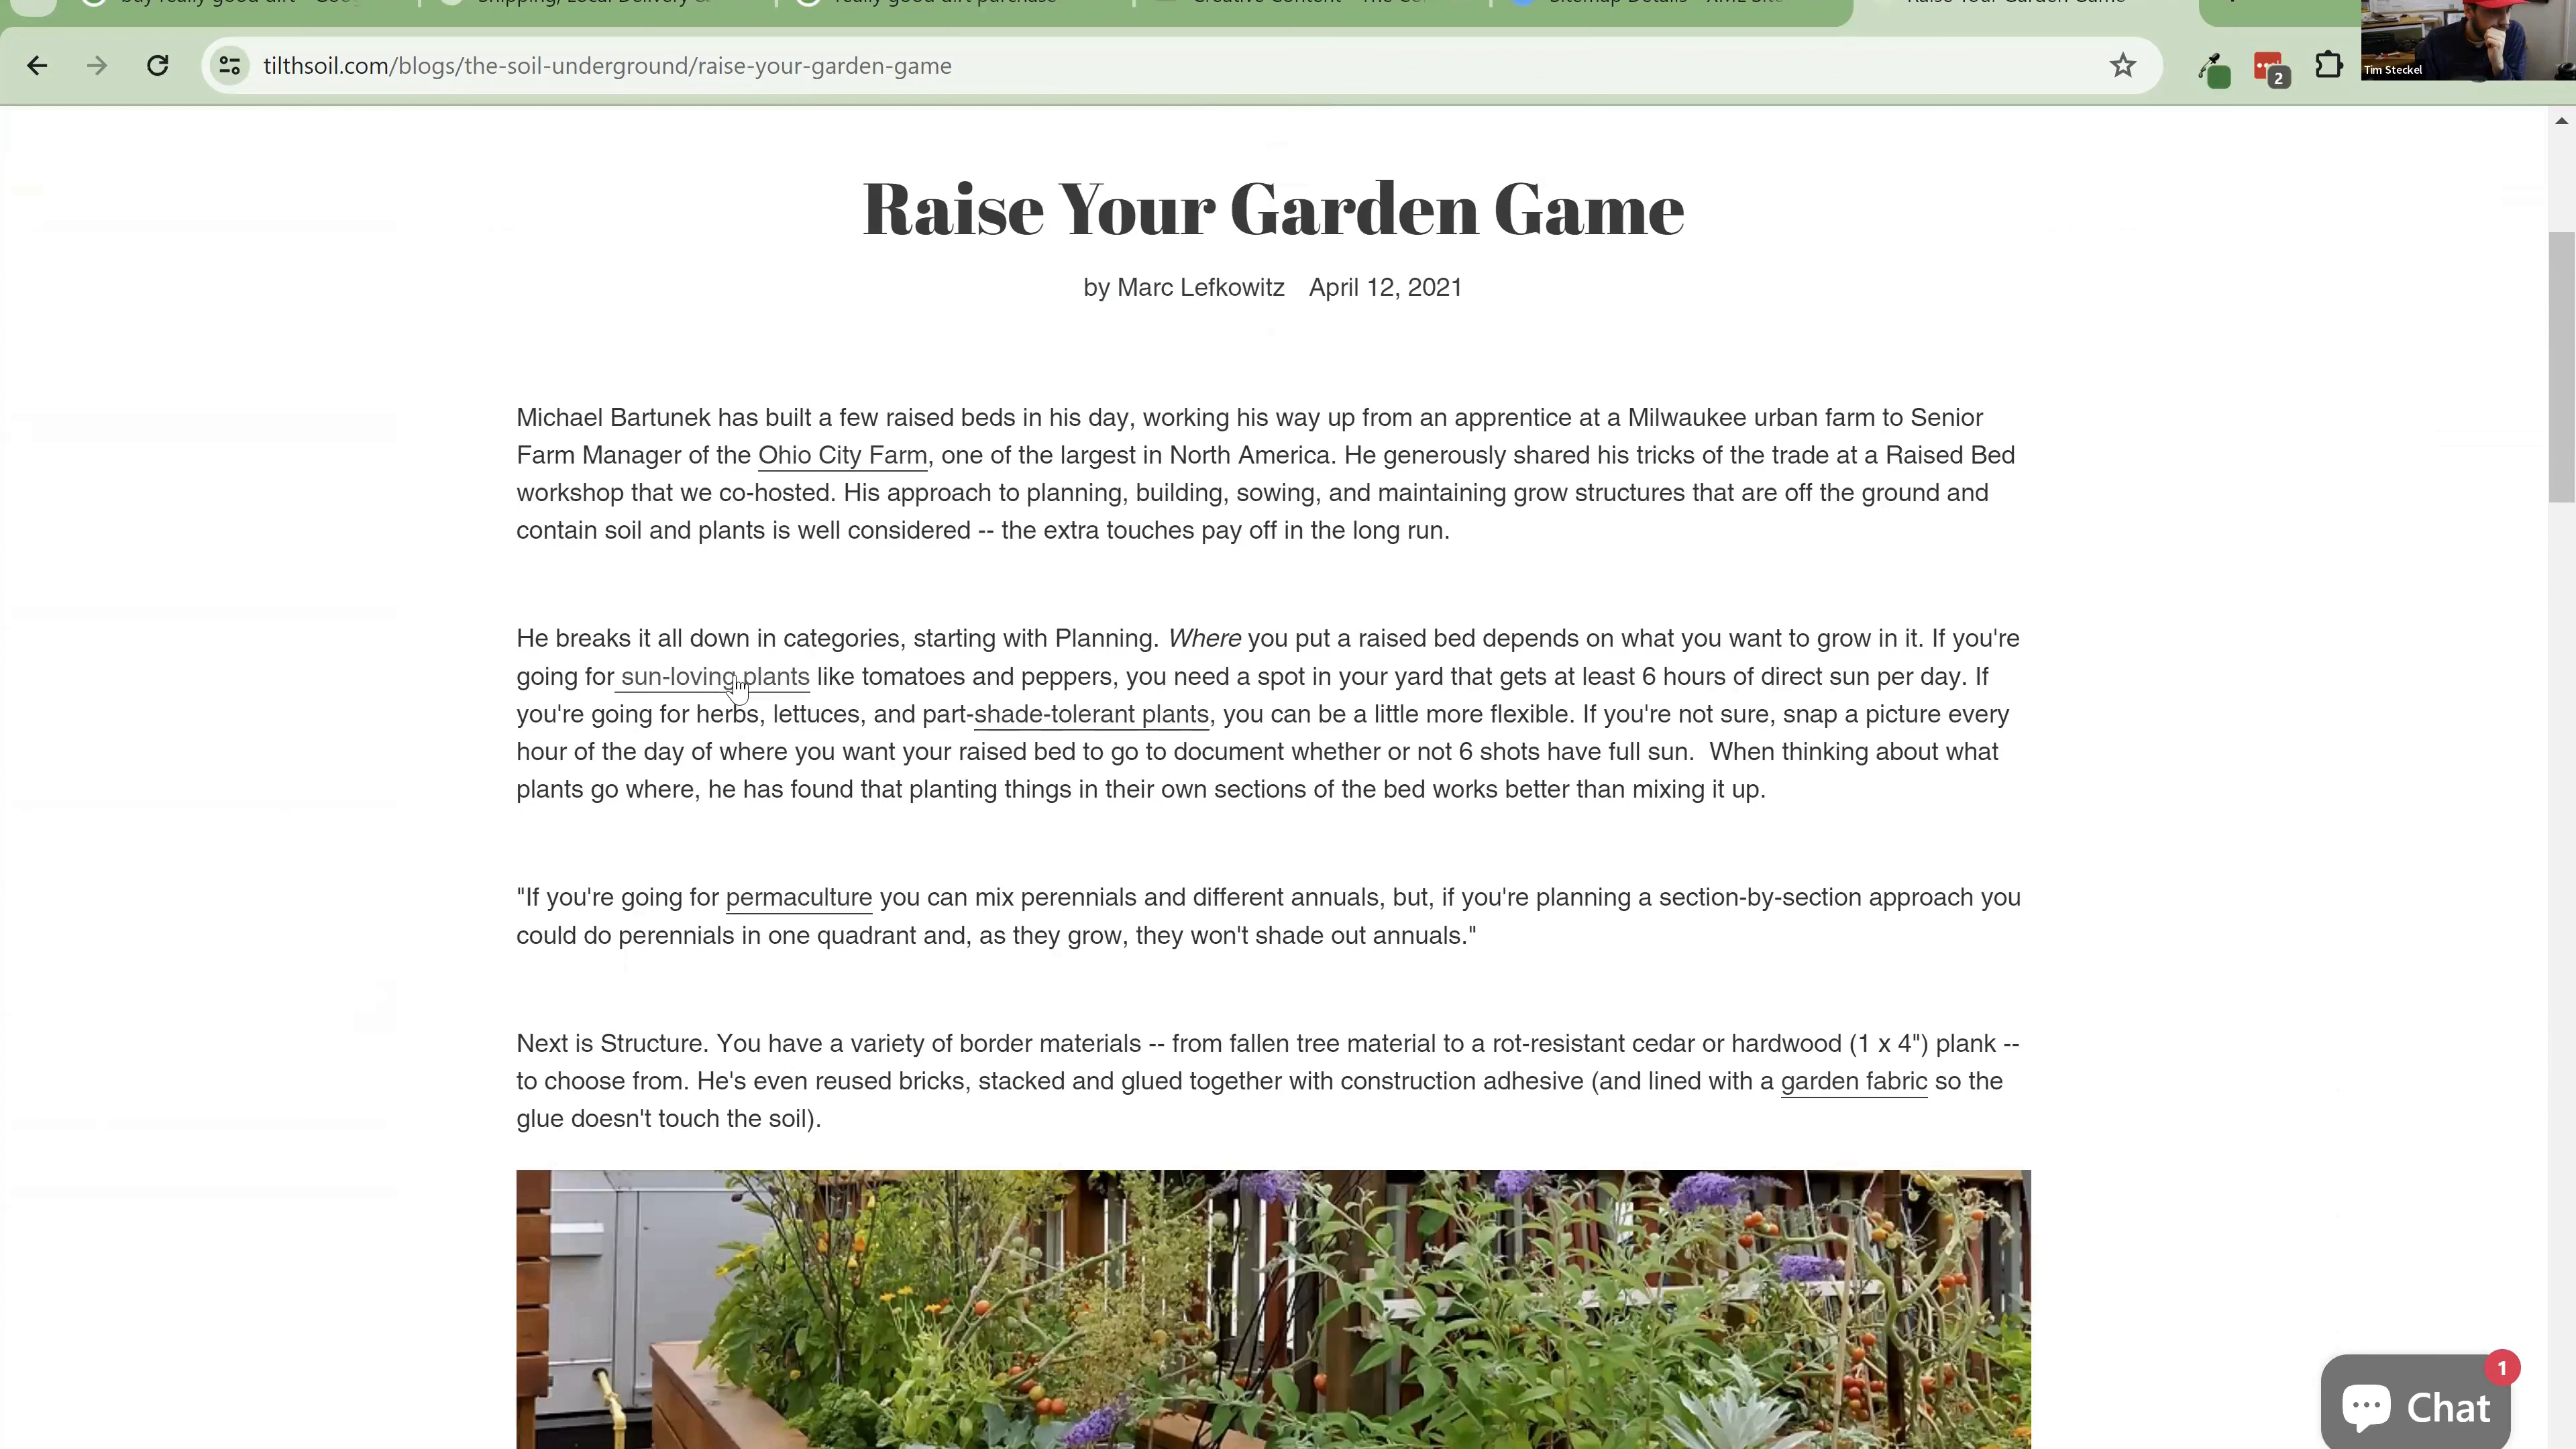 tilthsoil.com/blogs/the-soil-underground/raise-your-garden-game
2
Tim Steckel
Raise Your Garden Game
by Marc Lefkowitz April 12, 2021
Michael Bartunek has built a few raised beds in his day, working his way up from an apprentice at a Milwaukee urban farm to Senior
Farm Manager of the Ohio City Farm, one of the largest in North America. He generously shared his tricks of the trade at a Raised Bed
workshop that we co-hosted. His approach to planning, building, sowing, and maintaining grow structures that are off the ground and
contain soil and plants is well considered -- the extra touches pay off in the long run.
He breaks it all down in categories, starting with Planning. Where you put a raised bed depends on what you want to grow in it. If you're
going for sun-loving plants like tomatoes and peppers, you need a spot in your yard that gets at least 6 hours of direct sun per day. If
you're going for herbs, lettuces, and part-shade-tolerant plants, you can be a little more flexible. If you're not sure, snap a picture every
hour of the day of where you want your raised bed to go to document whether or not 6 shots have full sun. When thinking about what
plants go where, he has found that planting things in their own sections of the bed works better than mixing it up.
"If you're going for permaculture you can mix perennials and different annuals, but, if you're planning a section-by-section approach you
could do perennials in one quadrant and, as they grow, they won't shade out annuals."
Next is Structure. You have a variety of border materials -- from fallen tree material to a rot-resistant cedar or hardwood (1 x 4") plank --
to choose from. He's even reused bricks, stacked and glued together with construction adhesive (and lined with a garden fabric so the
glue doesn't touch the soil).
1
Chat